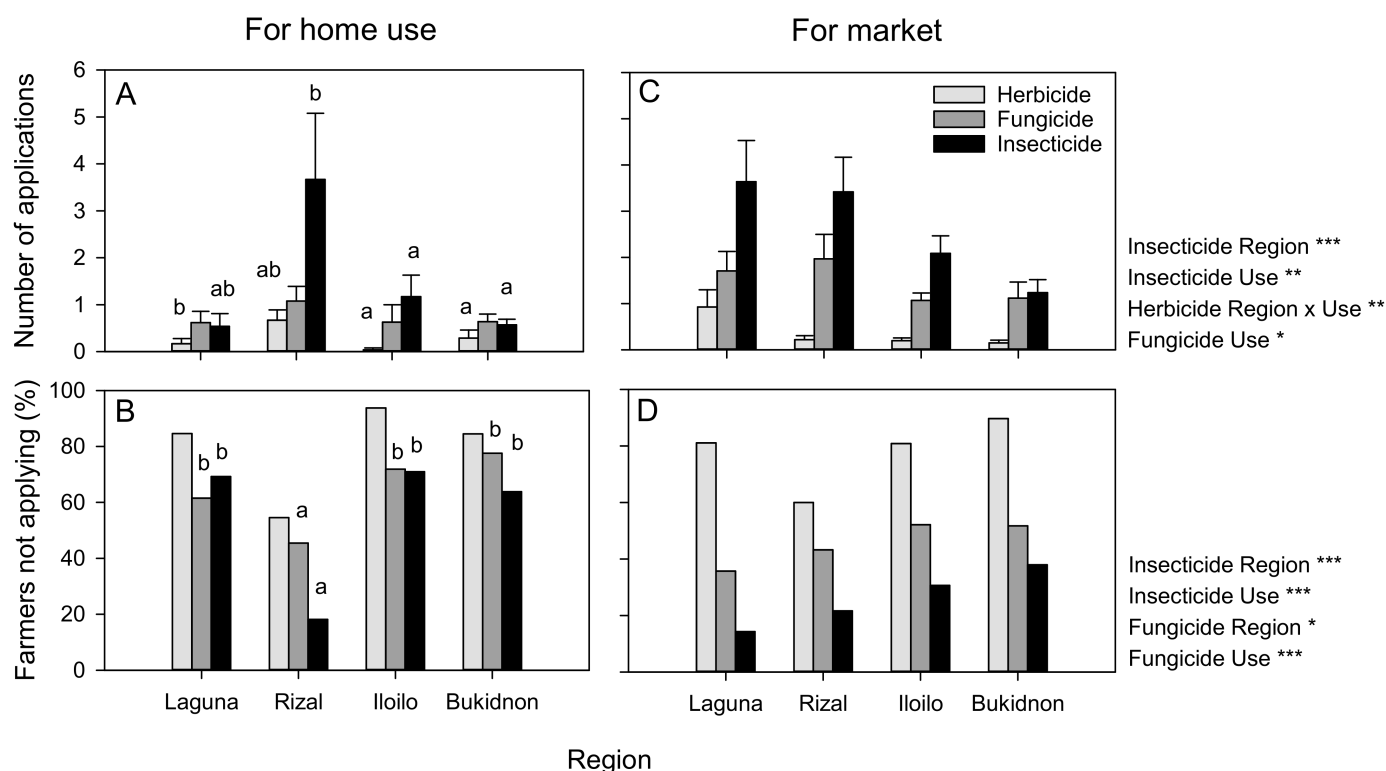 For home use
For market
Number of applications
6
5
4
3
2
1
0
A
b
ab
ab
b
a
a
a
a
C
Herbicide
Fungicide
Insecticide
Insecticide Region ***
Insecticide Use **
Herbicide Region x Use **
Fungicide Use *
Farmers not applying (%)
100
80
60
40
20
0
B
b
b
a
a
b
b
b
b
D
Insecticide Region ***
Insecticide Use ***
Fungicide Region *
Fungicide Use ***
Laguna Rizal Iloilo Bukidnon
Laguna Rizal Iloilo Bukidnon
Region